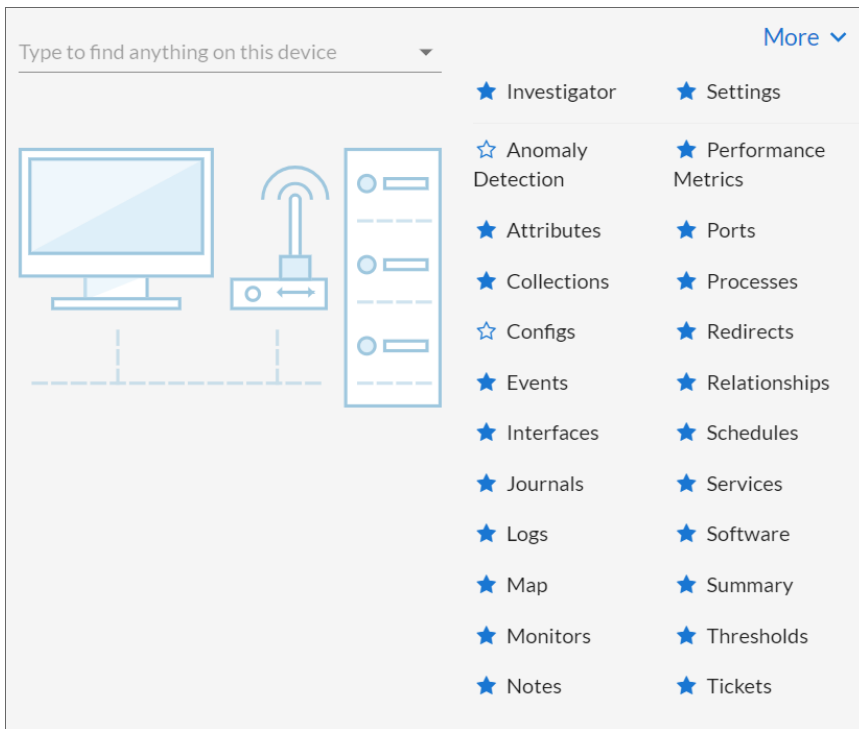 Type to find anything on this device
More
Investigator
Settings
Anomaly
Detection
Performance
Metrics
Attributes
Ports
Collections
Processes
Configs
Redirects
Events
Relationships
Interfaces
Schedules
Journals
Services
Logs
Software
Map
Summary
Monitors
Thresholds
Notes
Tickets